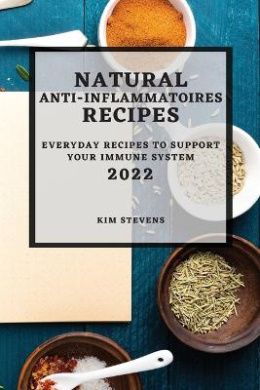 NATURAL
ANTI-INFLAMMATOIRES
RECIPES
EVERYDAY RECIPES TO SUPPORT
YOUR IMMUNE SYSTEM
2022
KIM STEVENS